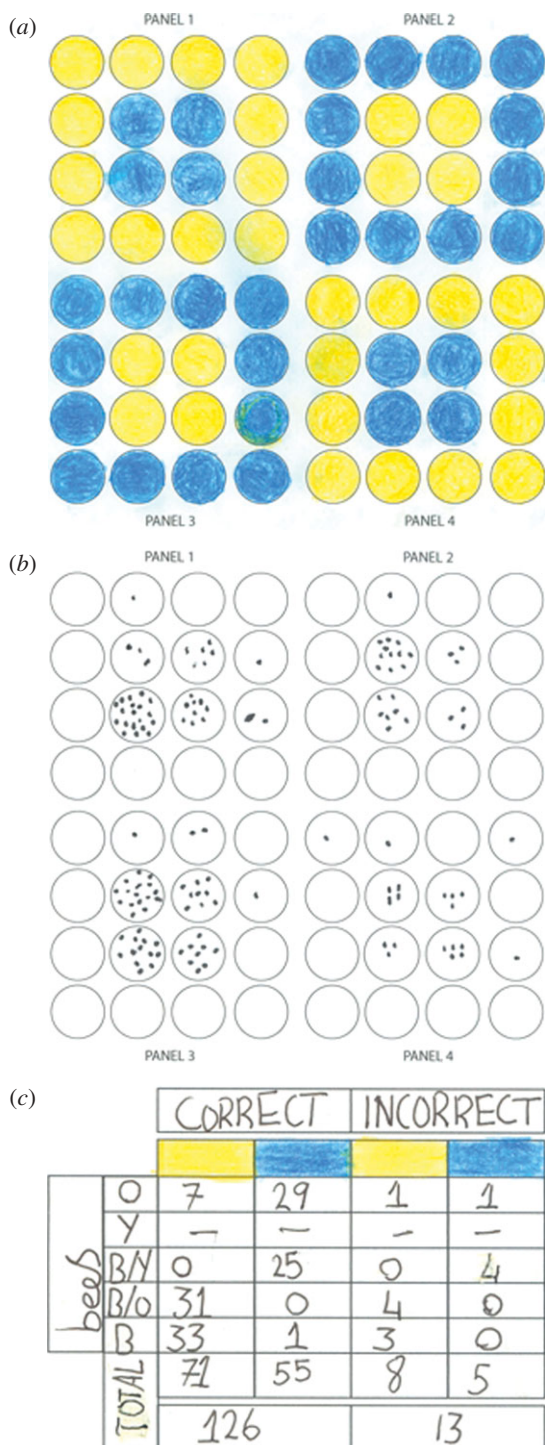 (a)
PANEL 1 PANEL 2
PANEL 3 PANEL 4
(b)
PANEL 1 PANEL 2
PANEL 3 PANEL 4
(c)
CORRECT INCORRECT
bees
O 7 29 1 1
Y — — — —
B/Y 0 25 0 4
B/O 31 0 4 0
B 33 1 3 0
TOTAL 71 55 8 5
126 13